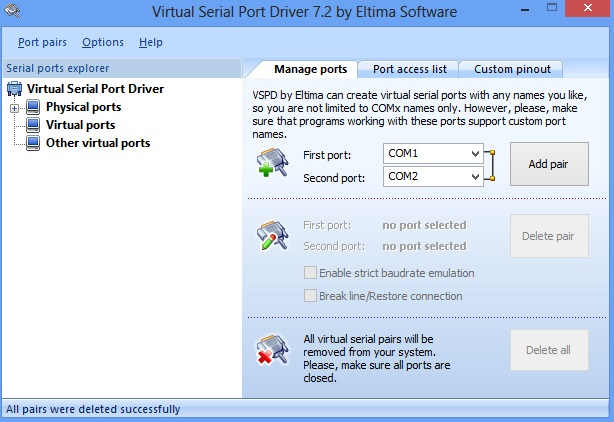 Virtual Serial Port Driver 7.2 by Eltima Software
Port pairs Options Help
Serial ports explorer
Virtual Serial Port Driver
Physical ports
Virtual ports
Other virtual ports
Manage ports Port access list Custom pinout
VSPD by Eltima can create virtual serial ports with any names you like,
so you are not limited to COMx names only. However, please, make
sure that programs working with these ports support custom port
names.
First port: COM1
Second port: COM2
Add pair
First port: no port selected
Second port: no port selected
Delete pair
Enable strict baudrate emulation
Break line/Restore connection
All virtual serial pairs will be
removed from your system.
Please, make sure all ports are
closed.
Delete all
All pairs were deleted successfully